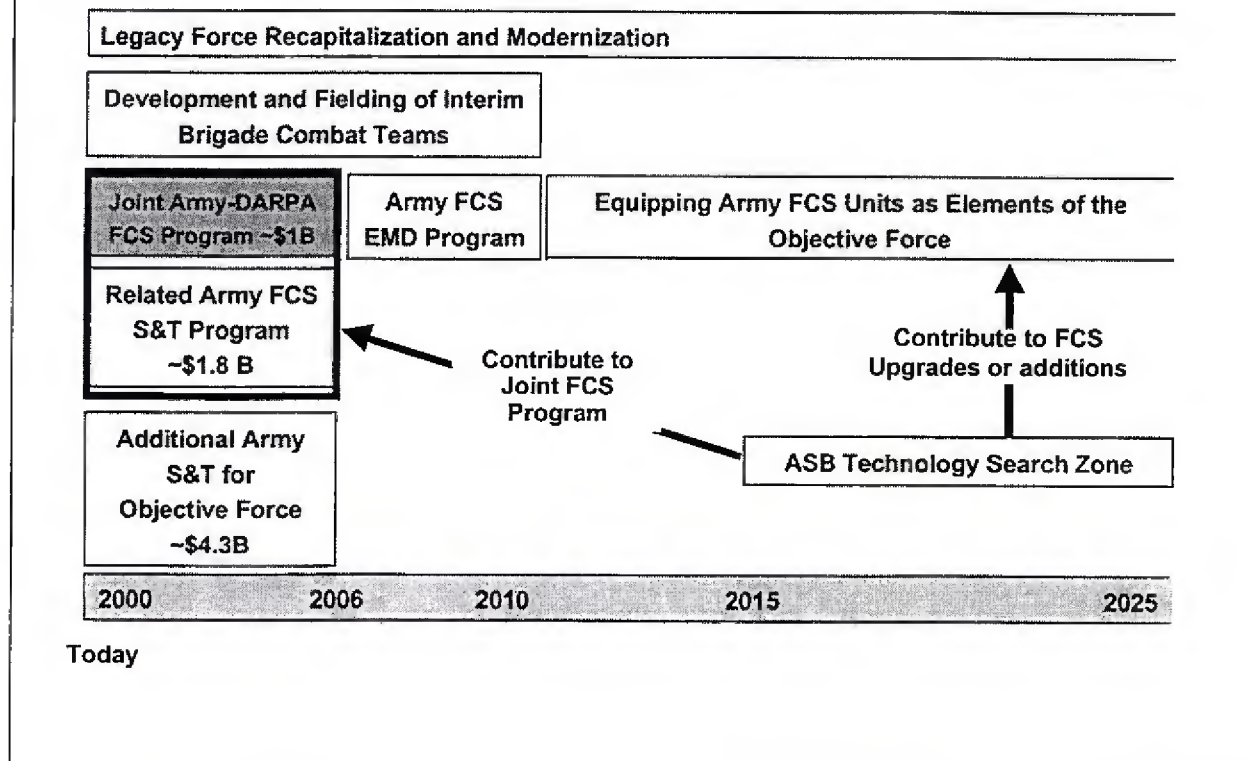 Legacy Force Recapitalization and Modernization
Development and Fielding of Interim
Brigade Combat Teams
Joint Army-DARPA
FCS Program ~$1B
Army FCS
EMD Program
Equipping Army FCS Units as Elements of the
Objective Force
Related Army FCS
S&T Program
~$1.8 B
Contribute to
Joint FCS
Program
Contribute to FCS
Upgrades or additions
Additional Army
S&T for
Objective Force
~$4.3B
ASB Technology Search Zone
2000 2006 2010 2015 2025
Today